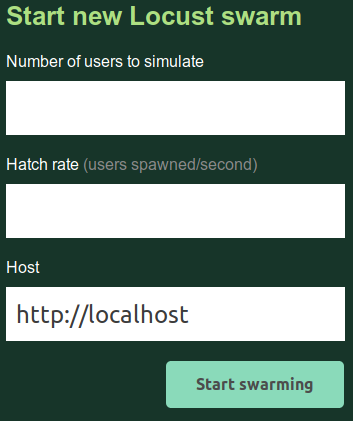 Start new Locust swarm
Number of users to simulate
Hatch rate (users spawned/second)
Host
http://localhost
Start swarming